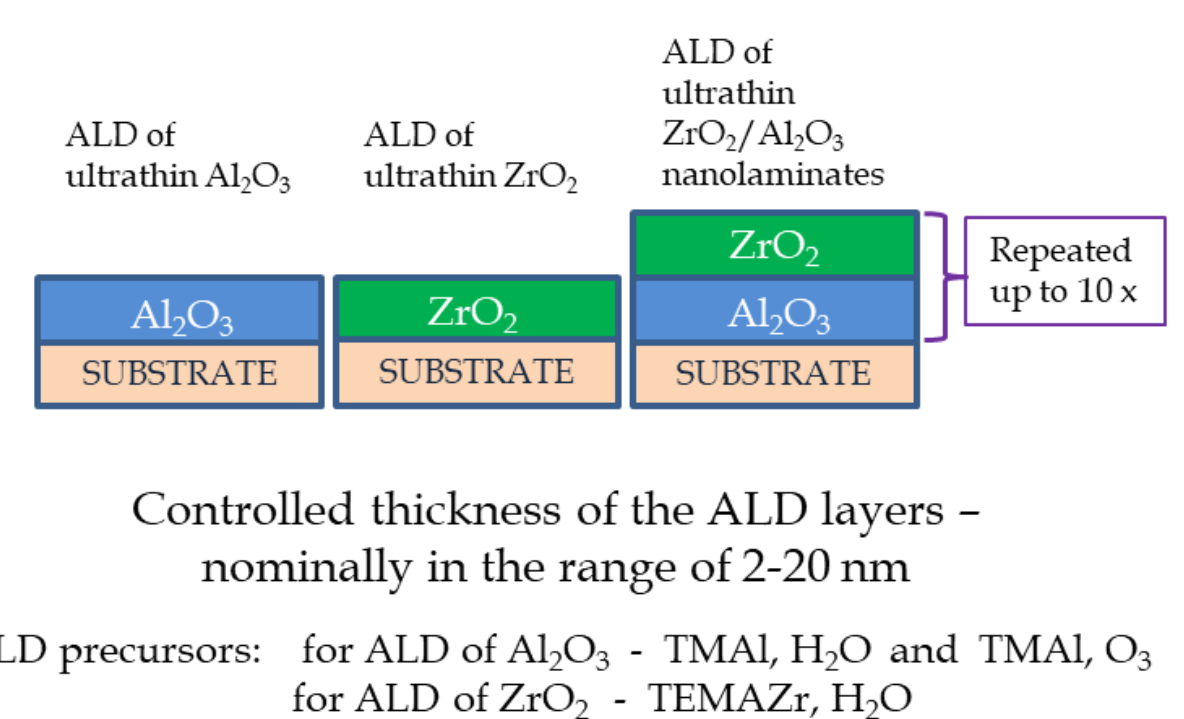 ALD of
ultrathin Al₂O₃
ALD of
ultrathin ZrO₂
ALD of
ultrathin
ZrO₂/Al₂O₃
nanolaminates
Al₂O₃
SUBSTRATE
ZrO₂
SUBSTRATE
ZrO₂
Al₂O₃
SUBSTRATE
Repeated
up to 10 x
Controlled thickness of the ALD layers –
nominally in the range of 2-20 nm
LD precursors: for ALD of Al₂O₃ - TMAl, H₂O and TMAl, O₃
for ALD of ZrO₂ - TEMAZr, H₂O